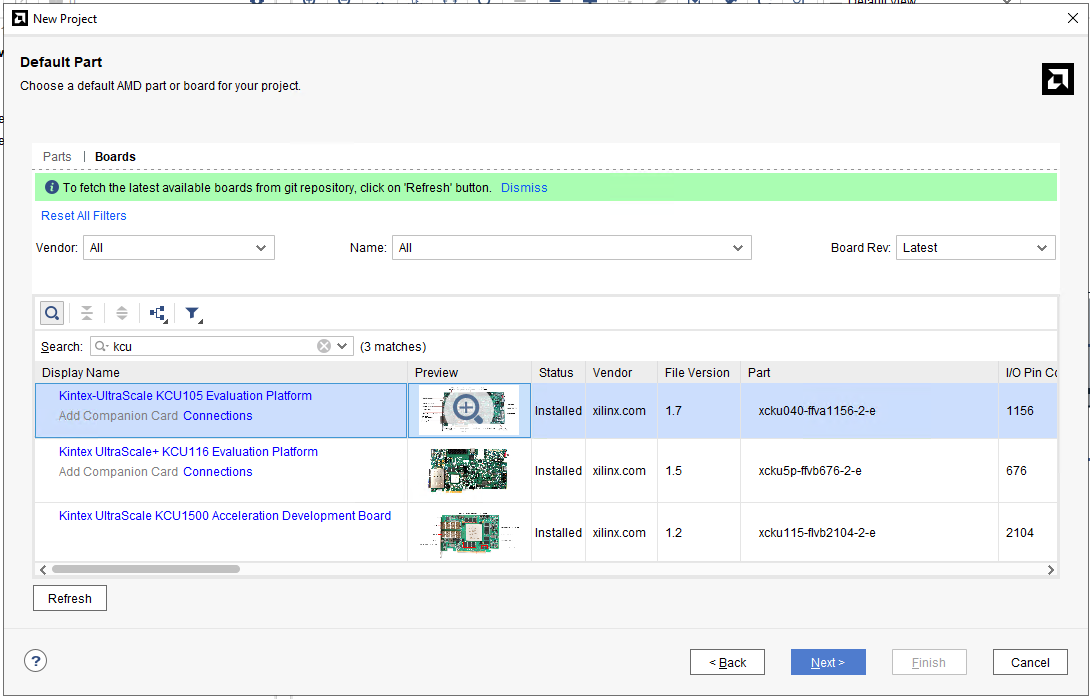 Default View
New Project
Default Part
Choose a default AMD part or board for your project.
Parts | Boards
To fetch the latest available boards from git repository, click on 'Refresh' button. Dismiss
Reset All Filters
Vendor: All Name: All Board Rev: Latest
Search: kcu (3 matches)
Display Name Preview Status Vendor File Version Part I/O Pin Co
Kintex-UltraScale KCU105 Evaluation Platform
Add Companion Card Connections
Installed xilinx.com 1.7 xcku040-ffva1156-2-e 1156
Kintex UltraScale+ KCU116 Evaluation Platform
Add Companion Card Connections
Installed xilinx.com 1.5 xcku5p-ffvb676-2-e 676
Kintex UltraScale KCU1500 Acceleration Development Board
Installed xilinx.com 1.2 xcku115-flvb2104-2-e 2104
Refresh
? < Back Next > Finish Cancel